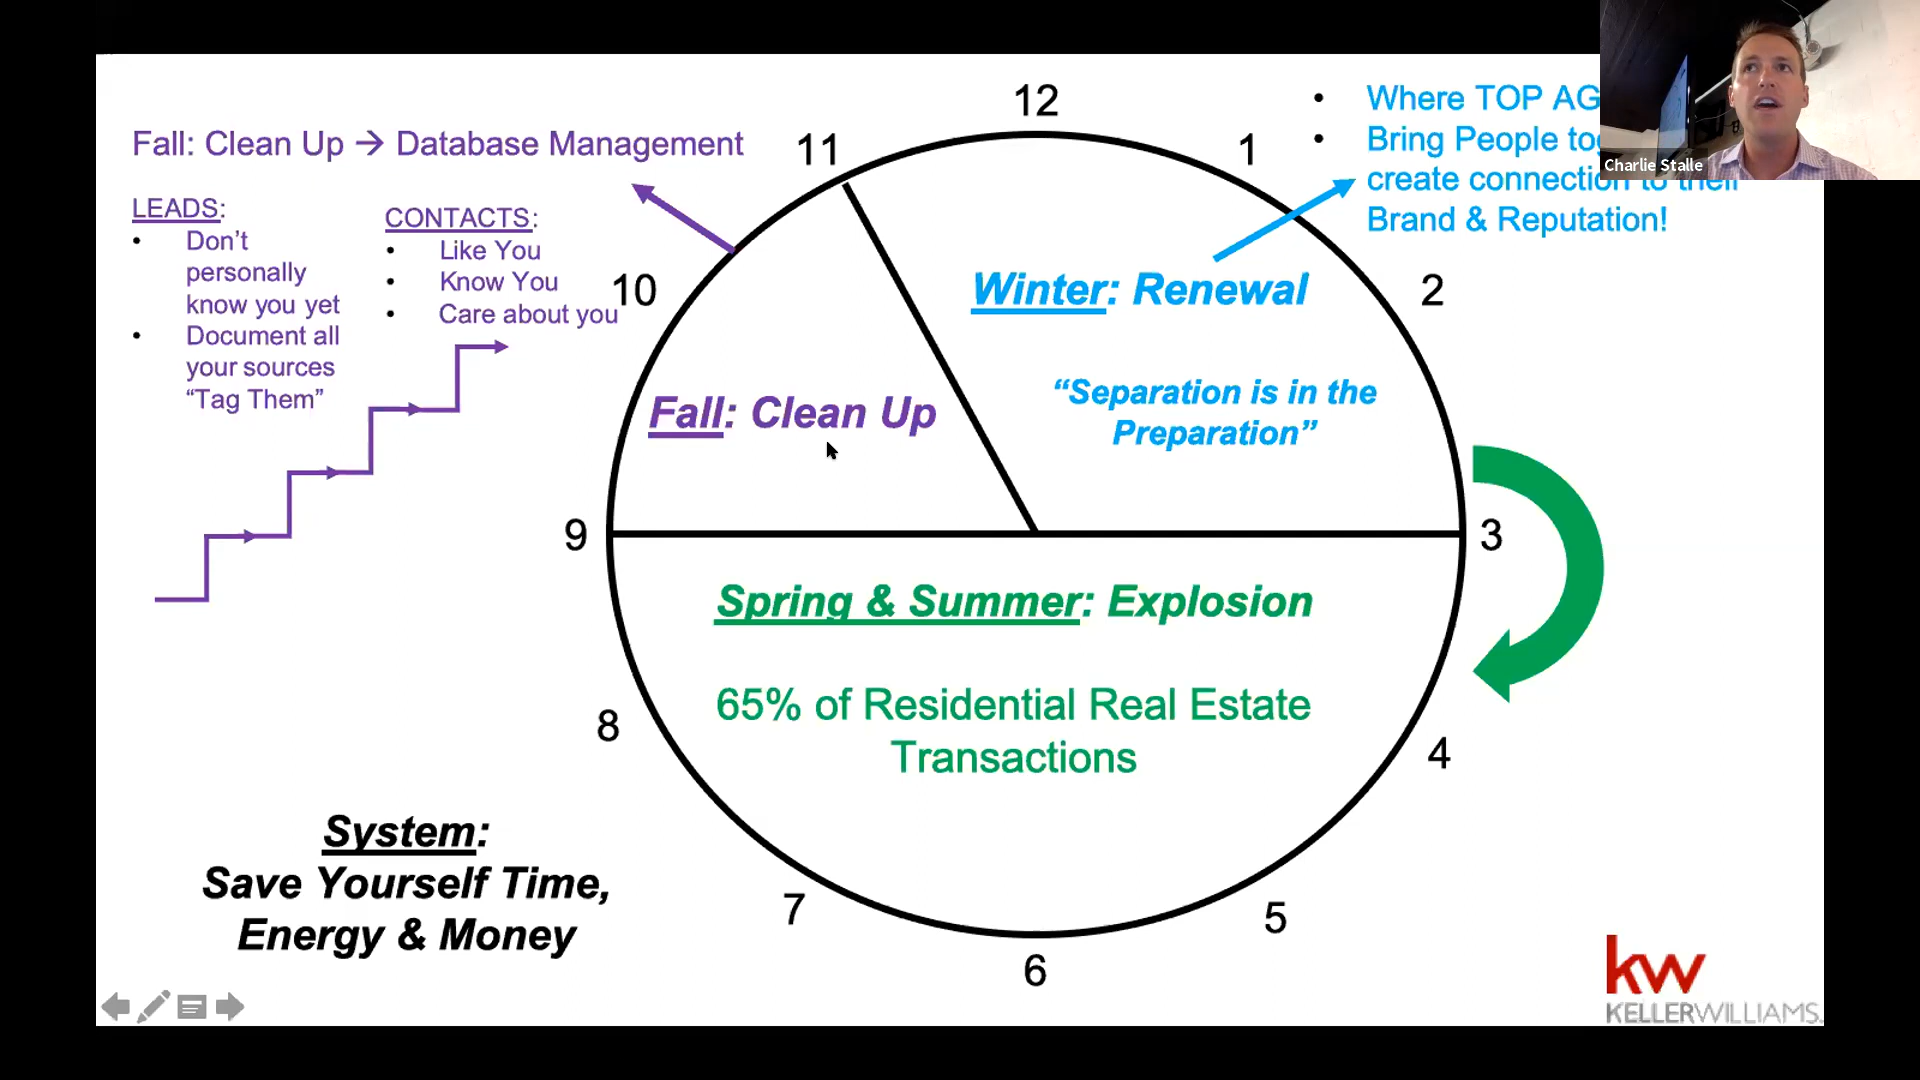 Fall: Clean Up → Database Management
LEADS:
• Don’t
personally
know you yet
• Document all
your sources
“Tag Them”
CONTACTS:
• Like You
• Know You
• Care about you
12
11
1
10
2
9
3
8
4
7
5
6
• Where TOP
• Bring People
create connection to their
Brand & Reputation!
Charlie Stalle
Winter: Renewal
“Separation is in the
Preparation”
Fall: Clean Up
Spring & Summer: Explosion
65% of Residential Real Estate
Transactions
System:
Save Yourself Time,
Energy & Money
kw
KELLERWILLIAMS.